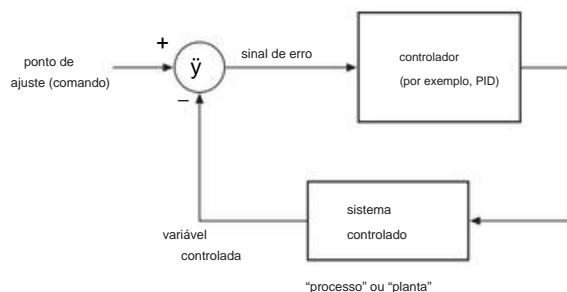 ponto de
ajuste (comando)
+
ÿ
−
sinal de erro
controlador
(por exemplo, PID)
sistema
controlado
variável
controlada
“processo” ou “planta”